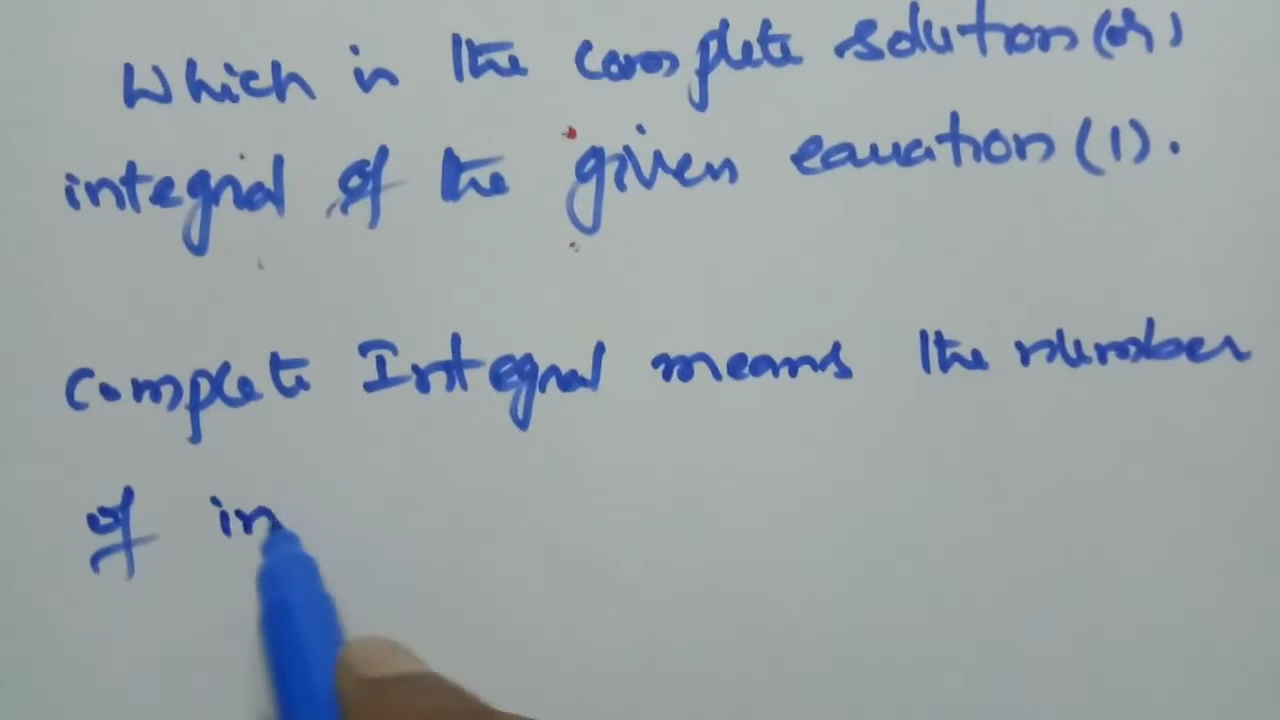 Which is the complete solution (or)
integral of the given equation (1).
Complete Integral means the number
of in